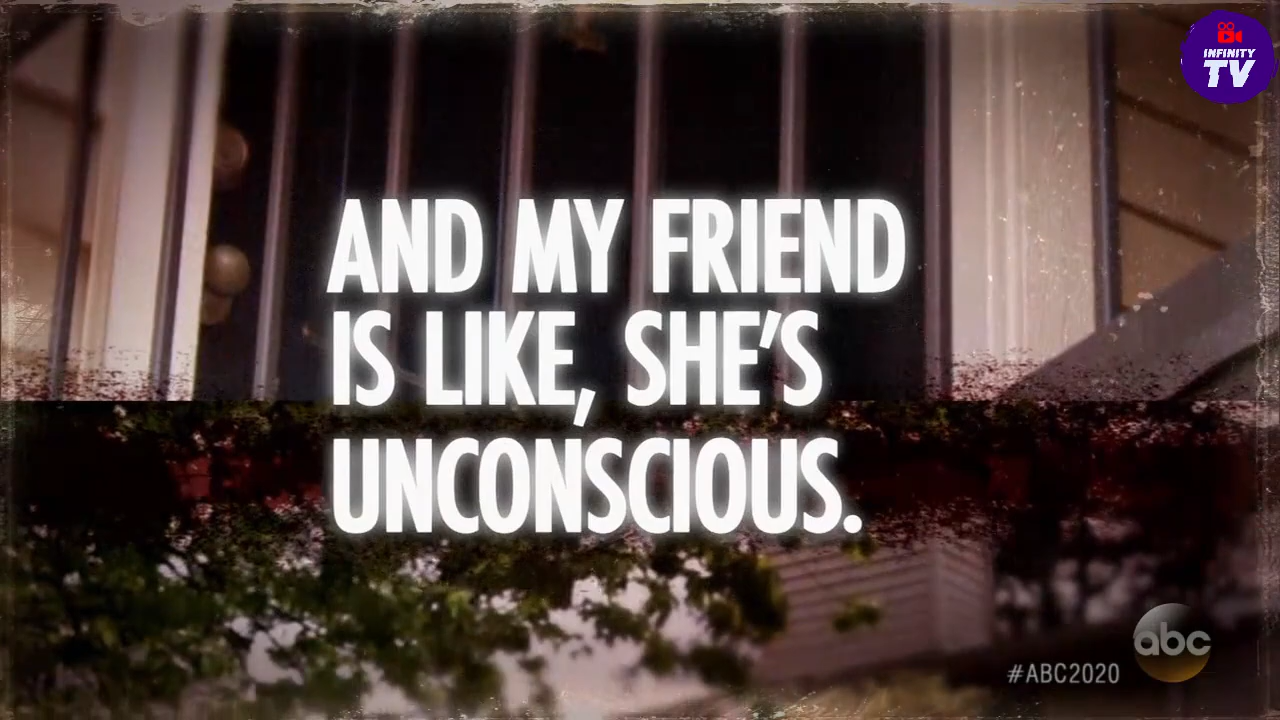 INFINITY
TV
AND MY FRIEND
IS LIKE, SHE'S
UNCONSCIOUS.
abc
#ABC2020